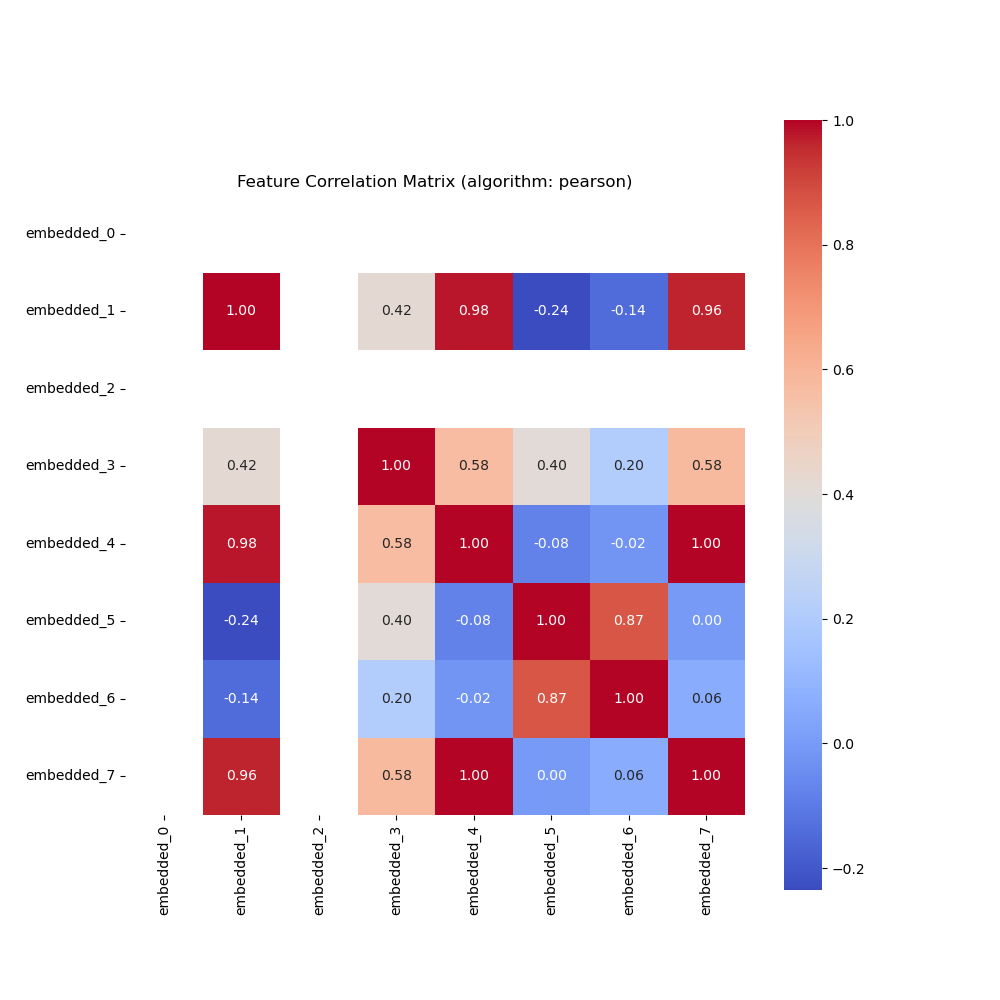 Feature Correlation Matrix (algorithm: pearson)
embedded_0
embedded_1 1.00 0.42 0.98 -0.24 -0.14 0.96
embedded_2
embedded_3 0.42 1.00 0.58 0.40 0.20 0.58
embedded_4 0.98 0.58 1.00 -0.08 -0.02 1.00
embedded_5 -0.24 0.40 -0.08 1.00 0.87 0.00
embedded_6 -0.14 0.20 -0.02 0.87 1.00 0.06
embedded_7 0.96 0.58 1.00 0.00 0.06 1.00
embedded_0 embedded_1 embedded_2 embedded_3 embedded_4 embedded_5 embedded_6 embedded_7
1.0
0.8
0.6
0.4
0.2
0.0
−0.2